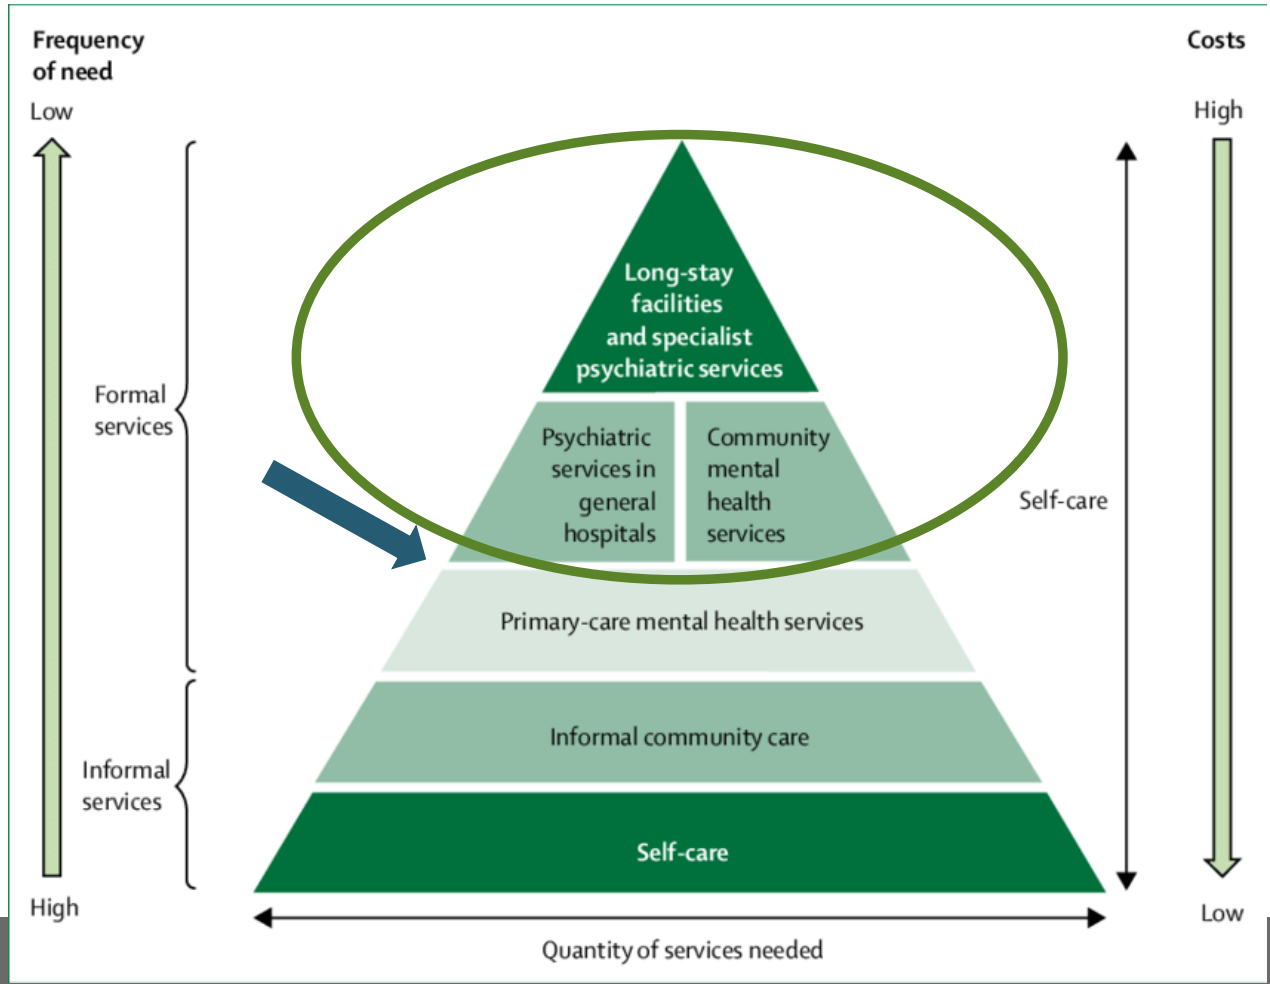 Frequency
of need
Low
Costs
High
Long-stay
facilities
and specialist
psychiatric services
Formal
services
Psychiatric
services in
general
hospitals
Community
mental
health
services
Self-care
Primary-care mental health services
Informal community care
Informal
services
Self-care
High
Low
Quantity of services needed